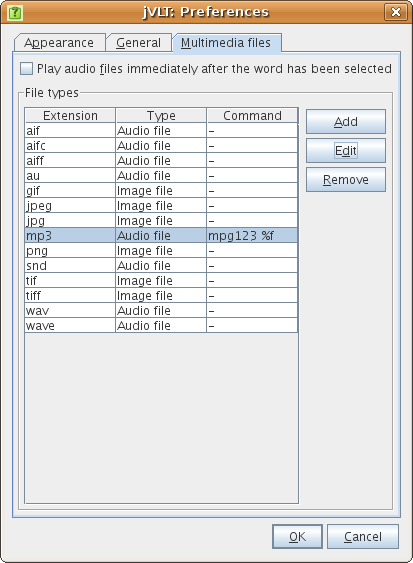 jVLT: Preferences
Appearance General Multimedia files
Play audio files immediately after the word has been selected
File types
Extension Type Command
aif Audio file –
aifc Audio file –
aiff Audio file –
au Audio file –
gif Image file –
jpeg Image file –
jpg Image file –
mp3 Audio file mpg123 %f
png Image file –
snd Audio file –
tif Image file –
tiff Image file –
wav Audio file –
wave Audio file –
Add
Edit
Remove
OK Cancel